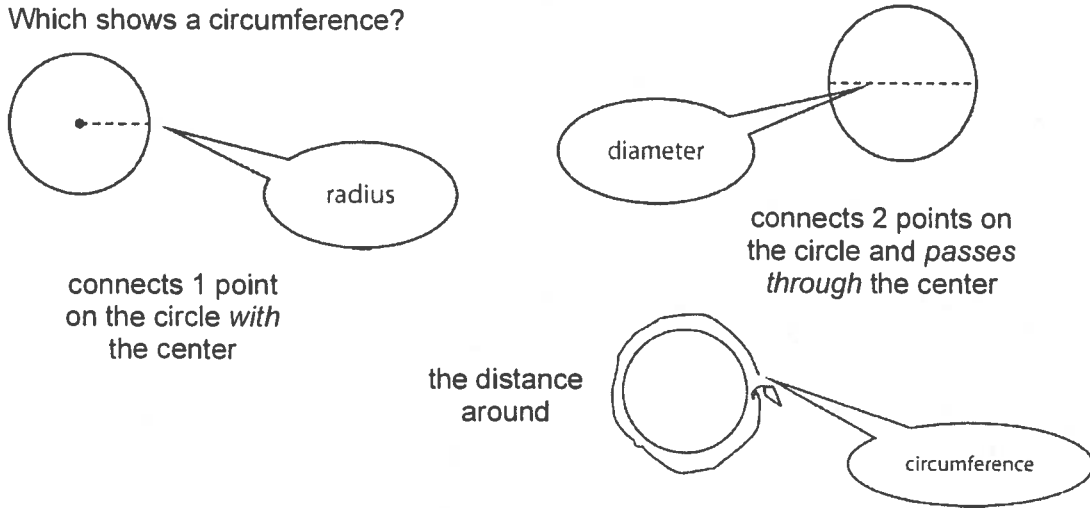 Which shows a circumference?
radius
connects 1 point
on the circle with
the center
diameter
connects 2 points on
the circle and passes
through the center
the distance
around
circumference